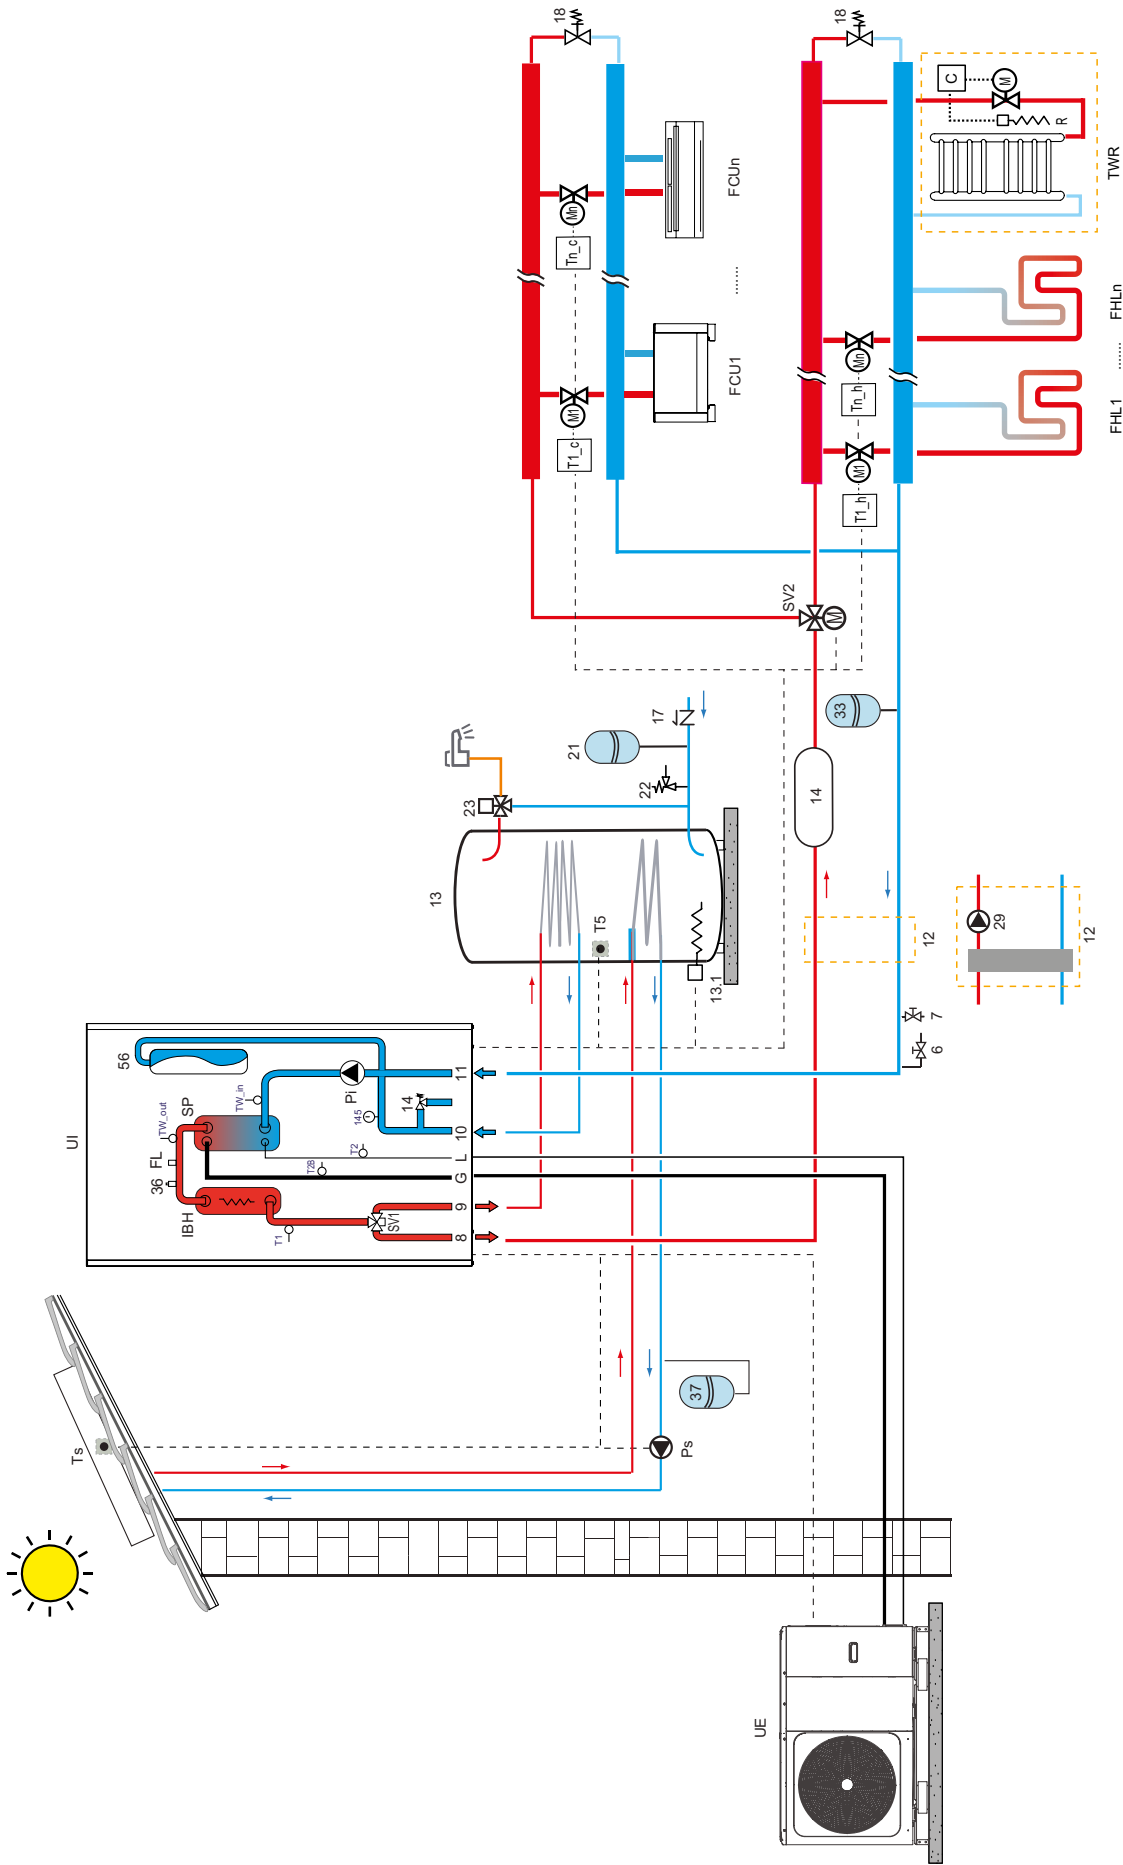 18
18
C
M
R
TWR
FCUn
Mn
Tn_c
FCU1
M1
T1_c
Mn
Tn_h
FHLn
.......
.......
M1
T1_h
FHL1
SV2
M
17
21
22
23
33
14
13
T5
13.1
12
29
12
7
6
UI
56
SP
TW_out
TW_in
Pi
FL
36
IBH
145
14
T2
T2B
T1
SV1
11
10
L
G
9
8
37
Ts
Ps
UE